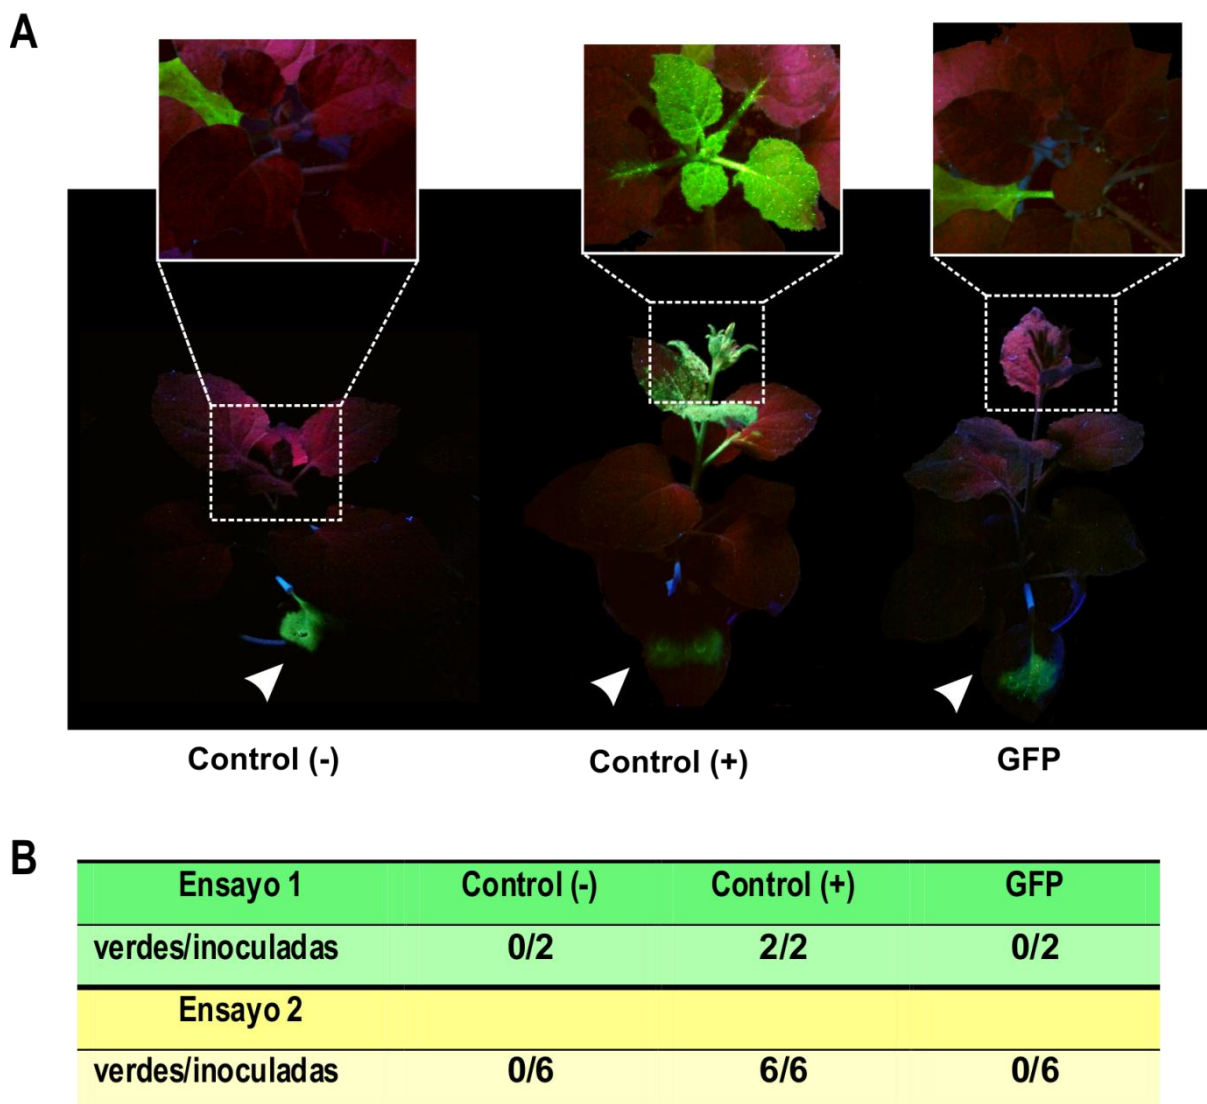 A
Control (-)
Control (+)
GFP
B
Ensayo 1 Control (-) Control (+) GFP
verdes/inoculadas 0/2 2/2 0/2
Ensayo 2
verdes/inoculadas 0/6 6/6 0/6